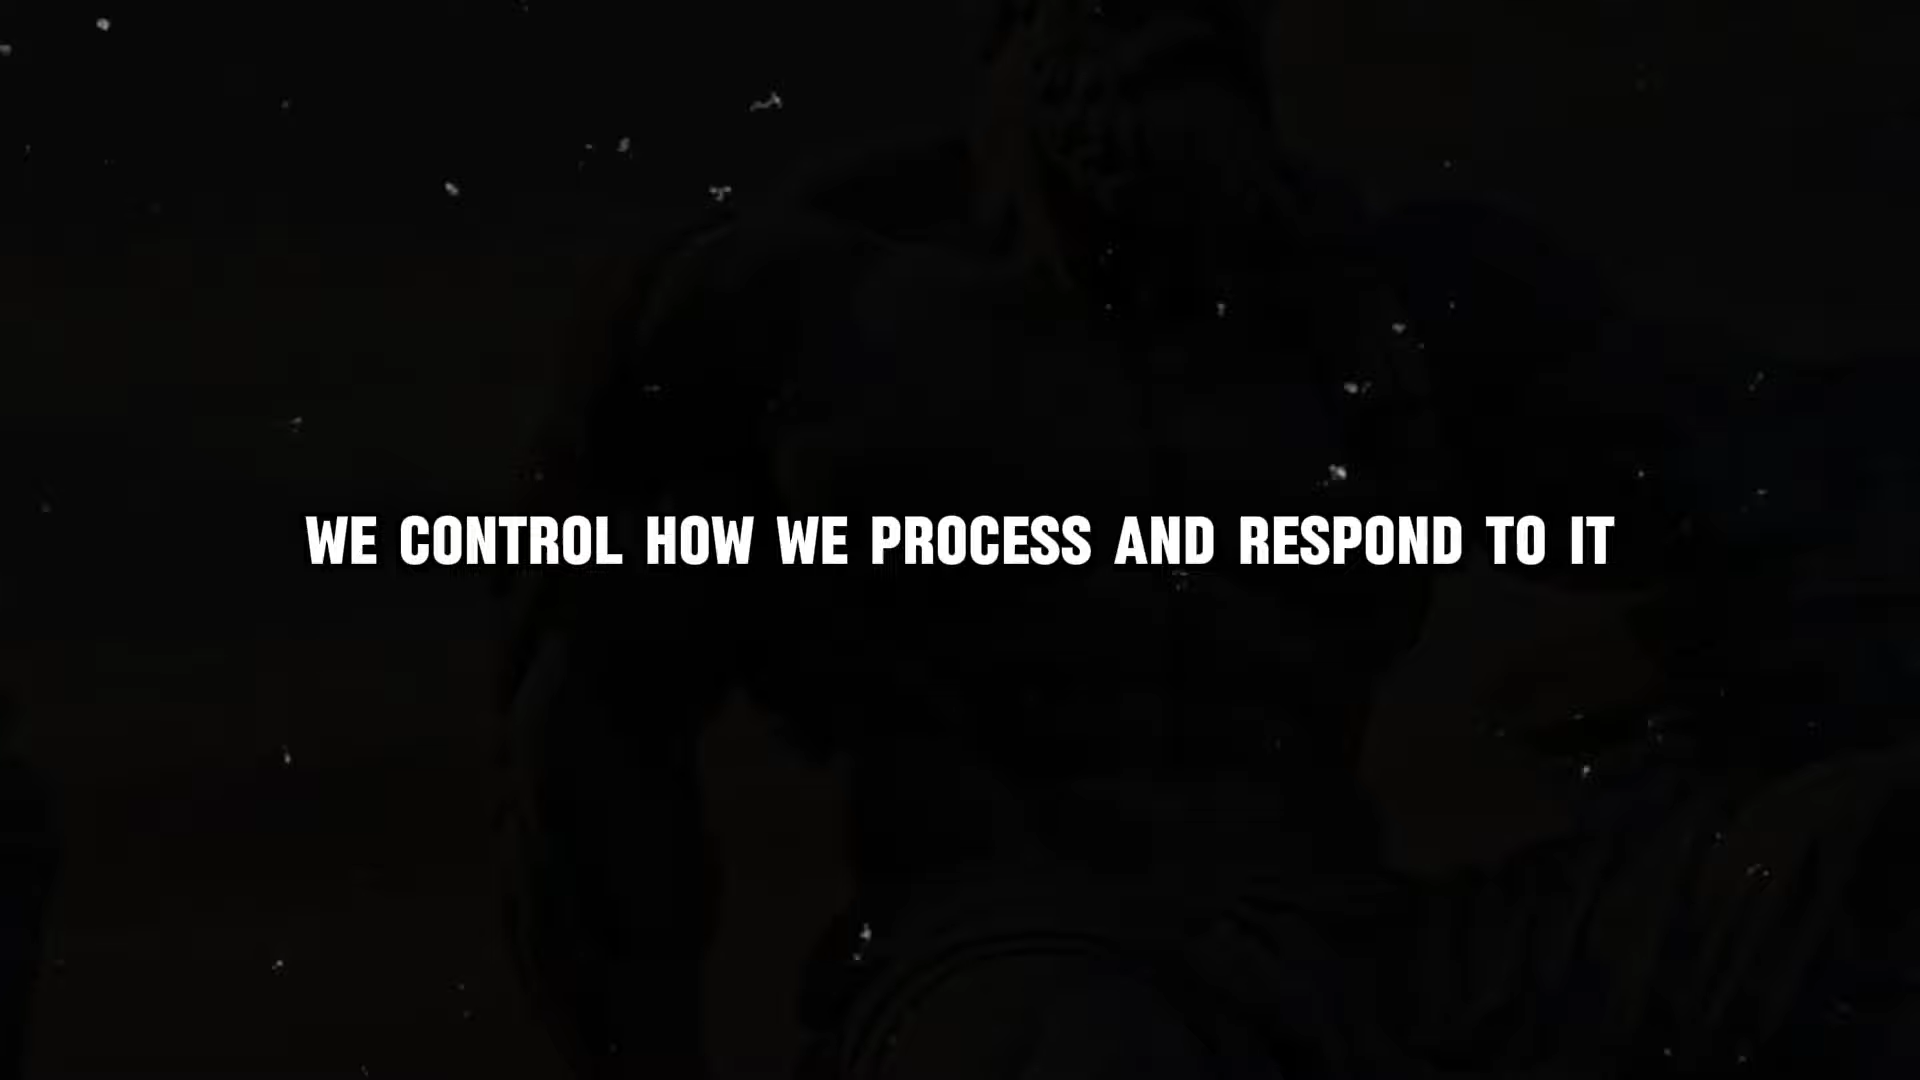 WE CONTROL HOW WE PROCESS AND RESPOND TO IT